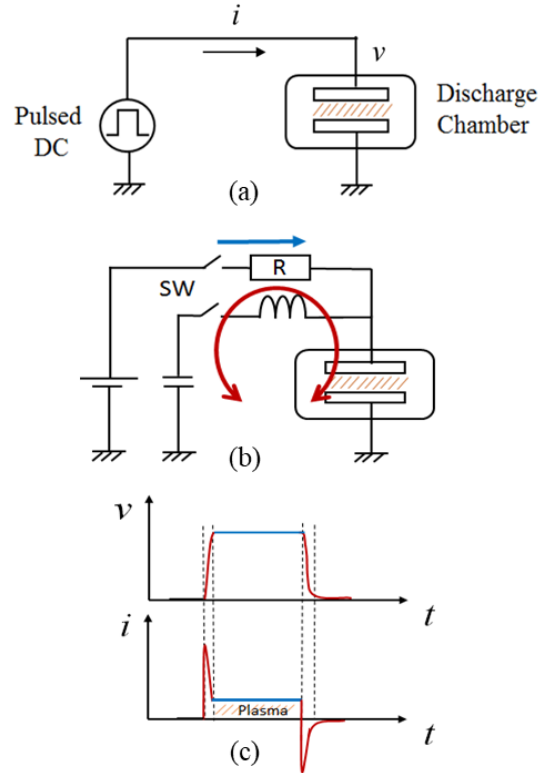 i
v
Pulsed
DC
Discharge
Chamber
(a)
R
SW
(b)
v
t
i
Plasma
t
(c)